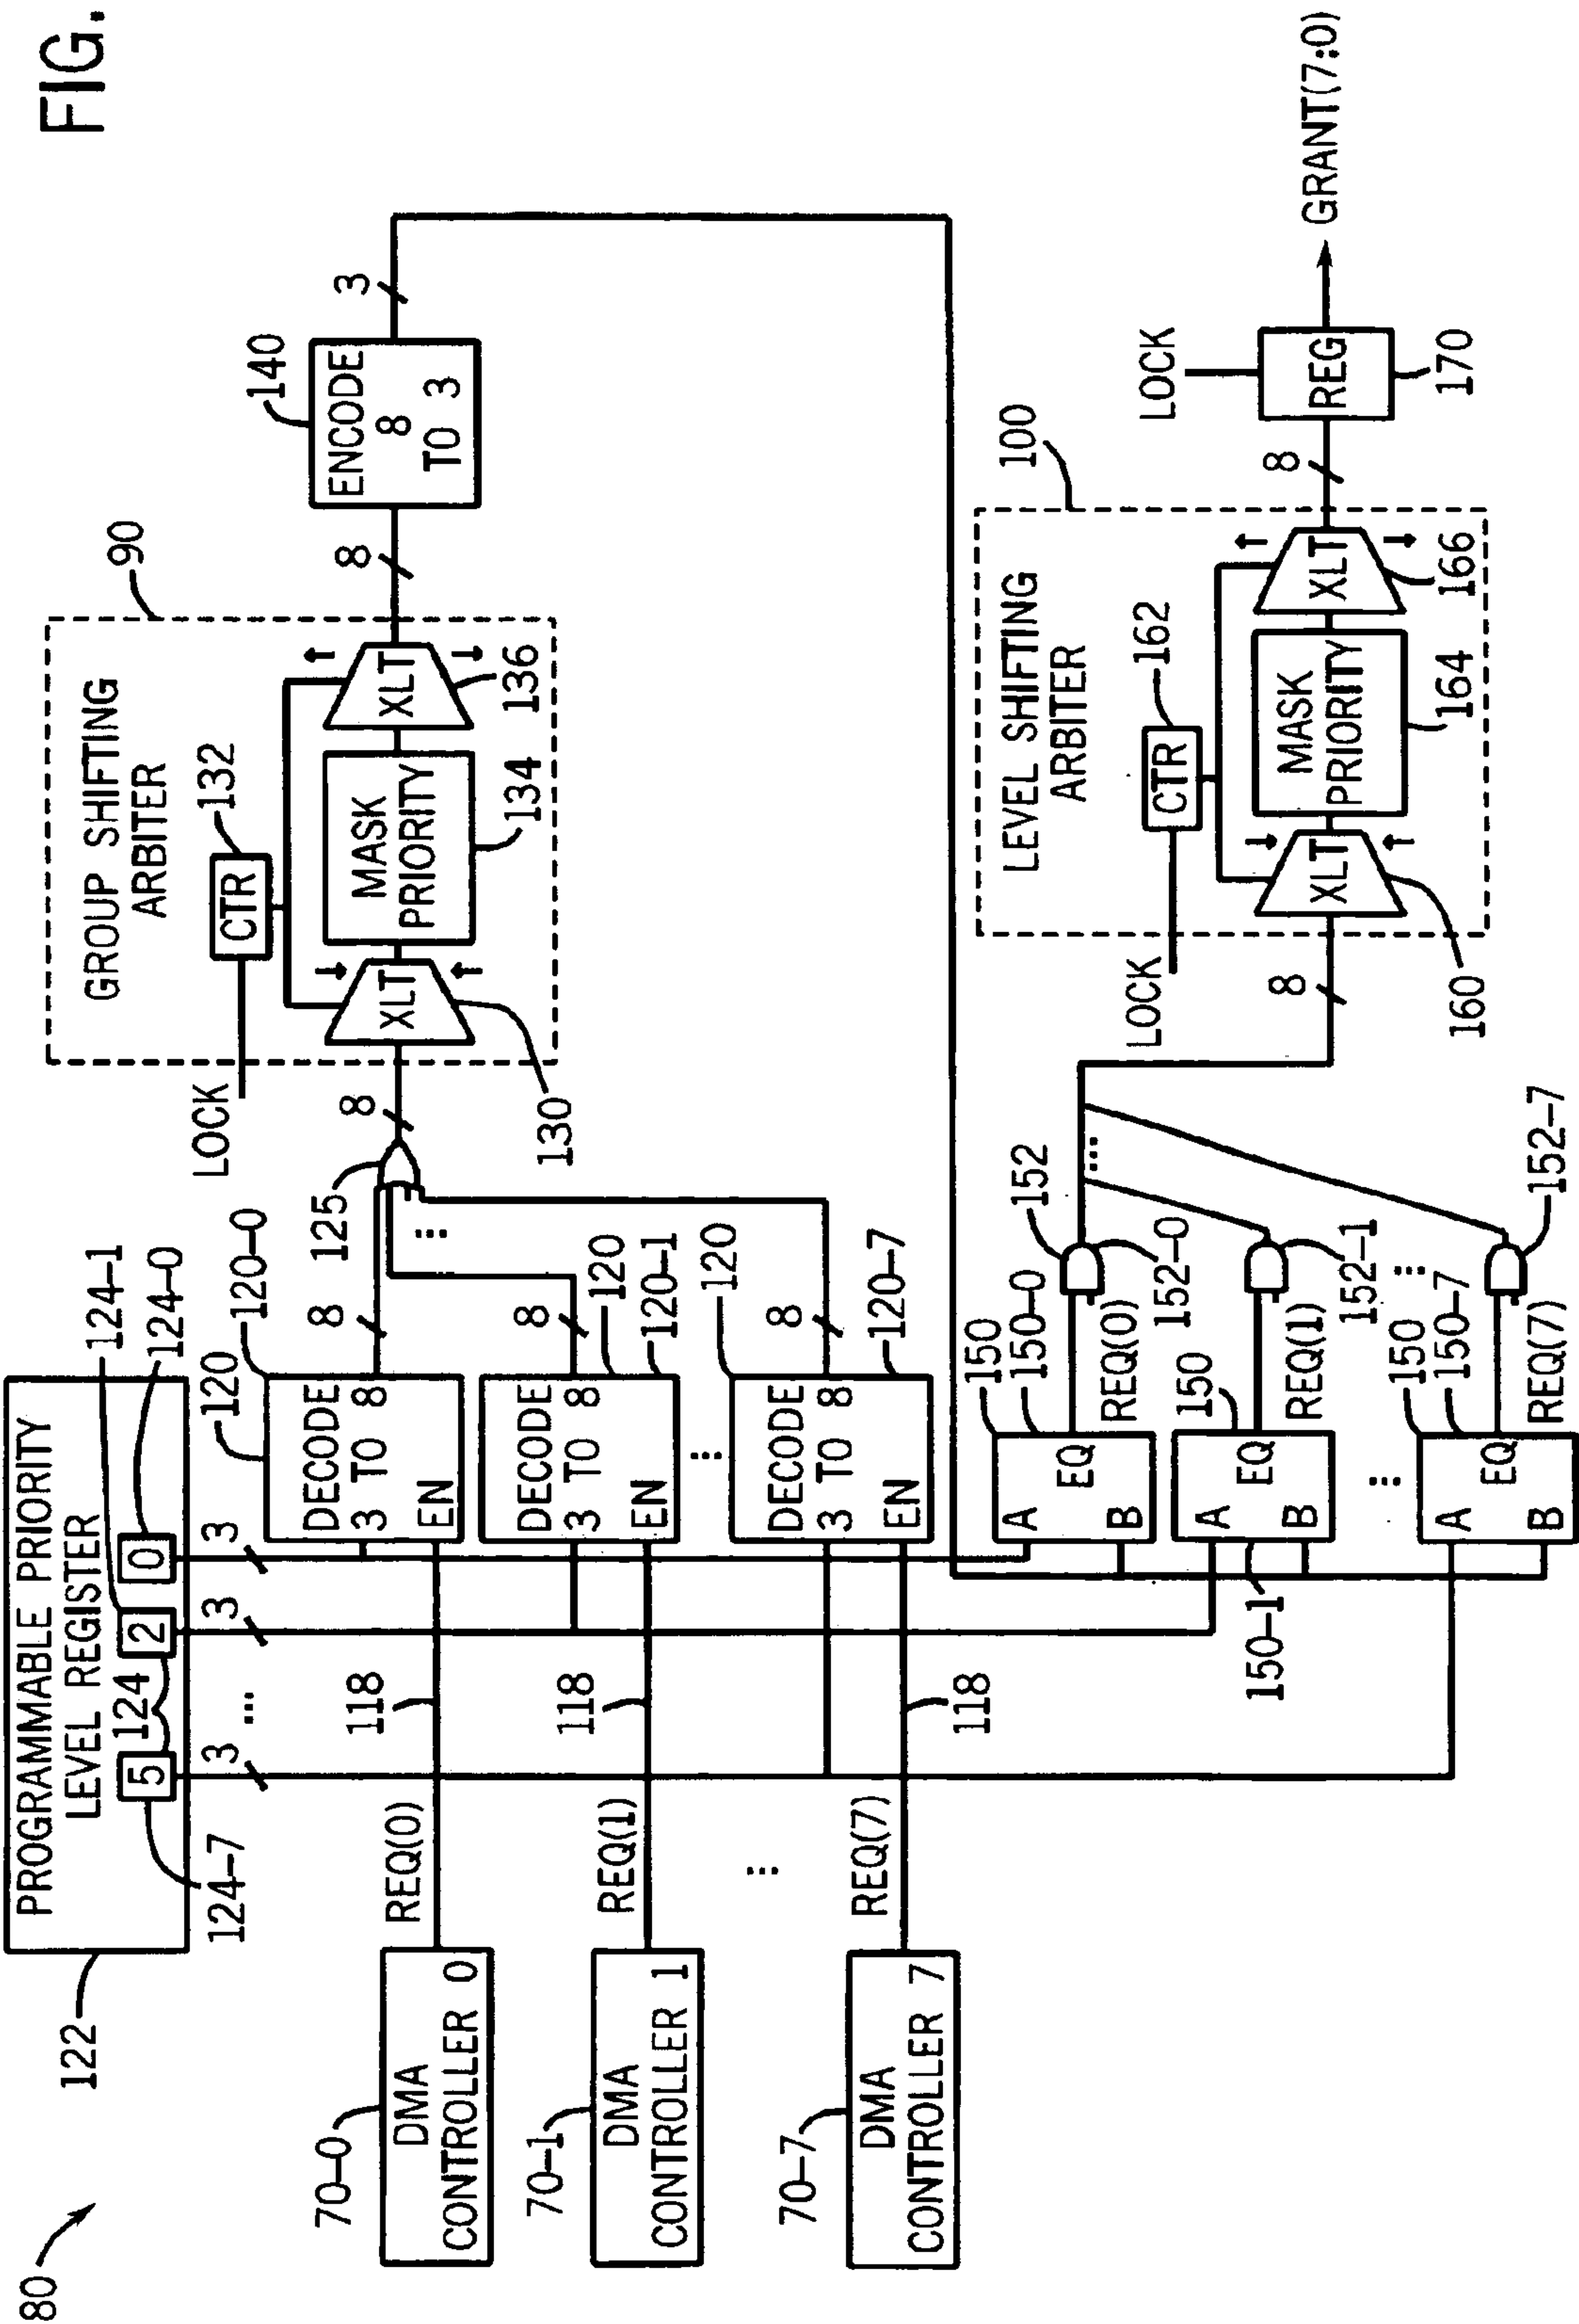 FIG.
80
122
PROGRAMMABLE PRIORITY
LEVEL REGISTER
5
2
0
124
124-7
124-1
124-0
3
3
3
...
70-0
DMA
CONTROLLER 0
REQ(0)
118
120
120-0
DECODE
3 TO 8
EN
8
70-1
DMA
CONTROLLER 1
REQ(1)
118
DECODE
3 TO 8
EN
120
120-1
8
...
...
70-7
DMA
CONTROLLER 7
REQ(7)
118
DECODE
3 TO 8
EN
120
120-7
8
...
125
8
LOCK
90
GROUP SHIFTING
ARBITER
CTR
132
XLT
130
MASK
PRIORITY
134
XLT
136
8
ENCODE
8
TO 3
140
3
A
EQ
B
150
150-0
REQ(0)
152
152-0
A
EQ
B
150
150-1
REQ(1)
152-1
...
...
A
EQ
B
150
150-7
REQ(7)
152-7
...
8
LOCK
100
LEVEL SHIFTING
ARBITER
CTR
162
XLT
160
MASK
PRIORITY
164
XLT
166
8
LOCK
REG
170
GRANT(7:0)